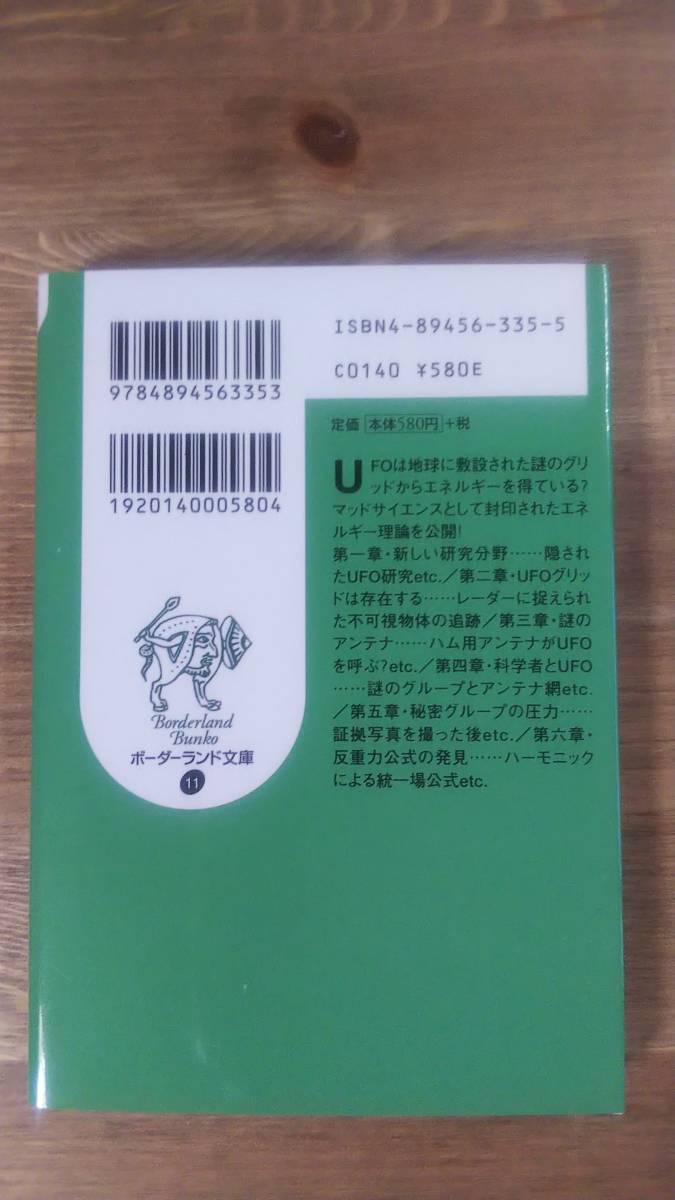 9784894563353
1920140005804
Borderland
Bunko
ボーダーランド文庫
11
ISBN4-89456-335-5
C0140 ¥580E
定価 本体580円 +税
UFOは地球に敷設された謎のグリ
ッドからエネルギーを得ている?
マッドサイエンスとして封印されたエネ
ルギー理論を公開!
第一章・新しい研究分野……隠され
たUFO研究etc.／第二章・UFOグリッ
ドは存在する……レーダーに捉えられ
た不可視物体の追跡／第三章・謎の
アンテナ……ハム用アンテナがUFO
を呼ぶ?etc.／第四章・科学者とUFO
……謎のグループとアンテナ網etc.
／第五章・秘密グループの圧力……
証拠写真を撮った後etc.／第六章・
反重力公式の発見……ハーモニック
による統一場公式etc.